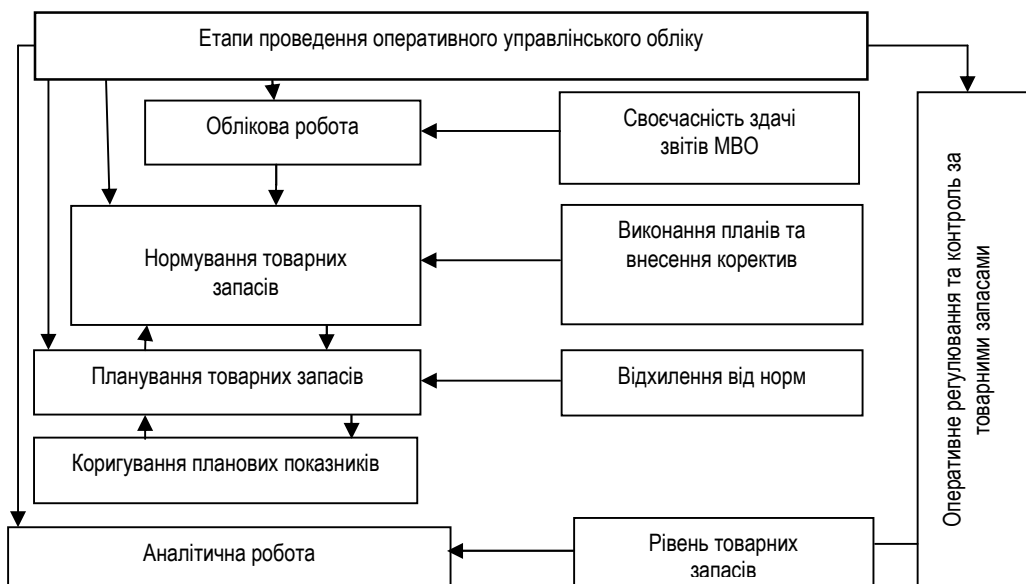 Етапи проведення оперативного управлінського обліку
Облікова робота
Своєчасність здачі
звітів МВО
Нормування товарних
запасів
Виконання планів та
внесення коректив
Планування товарних запасів
Відхилення від норм
Коригування планових показників
Аналітична робота
Рівень товарних
запасів
Оперативне регулювання та контроль за
товарними запасами